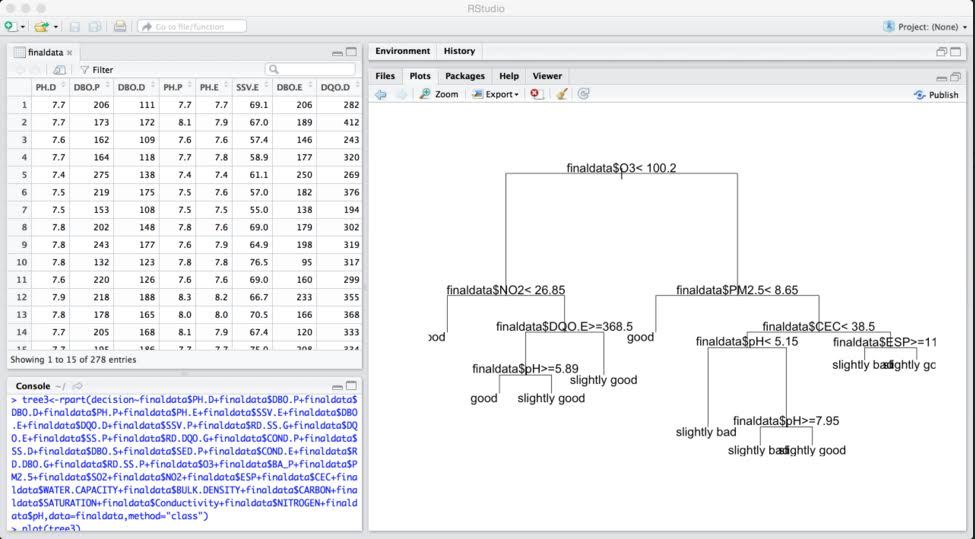 RStudio
Go to file/function
Project: (None)
finaldata
Filter
PH.D DBO.P DBO.D PH.P PH.E SSV.E DBO.E DQO.D
1 7.7 206 111 7.7 7.7 69.1 206 282
2 7.7 173 172 8.1 7.9 67.0 189 412
3 7.6 162 109 7.6 7.6 57.4 146 243
4 7.7 164 118 7.7 7.8 58.9 177 320
5 7.4 275 138 7.4 7.4 61.1 250 269
6 7.5 219 175 7.5 7.6 57.0 182 376
7 7.5 153 108 7.5 7.5 55.0 138 194
8 7.8 202 148 7.8 7.6 69.0 179 302
9 7.8 243 177 7.6 7.9 64.9 198 319
10 7.8 132 123 7.8 7.8 76.5 95 317
11 7.6 220 126 7.6 7.6 69.0 160 299
12 7.9 218 188 8.3 8.2 66.7 233 355
13 7.8 178 165 8.0 8.0 70.5 166 368
14 7.7 205 168 8.1 7.9 67.4 120 333
Showing 1 to 15 of 278 entries
Console ~/
> tree3<-rpart(decision~finaldata$PH.D+finaldata$DBO.P+finaldata$
DBO.D+finaldata$PH.P+finaldata$PH.E+finaldata$SSV.E+finaldata$DBO
.E+finaldata$DQO.D+finaldata$SSV.P+finaldata$RD.SS.G+finaldata$DQ
O.E+finaldata$SS.P+finaldata$RD.DQO.G+finaldata$COND.P+finaldata$
SS.D+finaldata$DBO.S+finaldata$SED.P+finaldata$COND.E+finaldata$R
D.DBO.G+finaldata$RD.SS.P+finaldata$O3+finaldata$BA_P+finaldata$P
M2.5+finaldata$SO2+finaldata$NO2+finaldata$ESP+finaldata$CEC+fina
ldata$WATER.CAPACITY+finaldata$BULK.DENSITY+finaldata$CARBON+fina
ldata$SATURATION+finaldata$Conductivity+finaldata$NITROGEN+finald
ata$pH,data=finaldata,method="class")
> plot(tree3)
Environment History
Files Plots Packages Help Viewer
Zoom Export Publish
finaldata$O3< 100.2
finaldata$NO2< 26.85
finaldata$PM2.5< 8.65
ood
finaldata$DQO.E>=368.5
good
finaldata$CEC< 38.5
finaldata$pH< 5.15
finaldata$ESP>=11
finaldata$pH>=5.89
slightly good
slightly bad
slightly go
good
slightly good
slightly bad
finaldata$pH>=7.95
slightly bad
slightly good